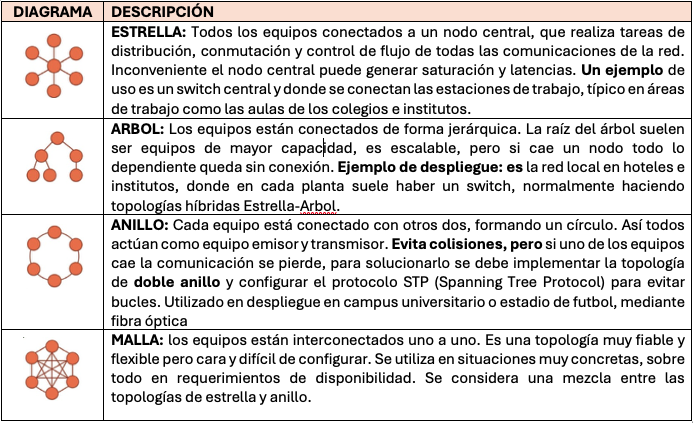 DIAGRAMA DESCRIPCIÓN
ESTRELLA: Todos los equipos conectados a un nodo central, que realiza tareas de
distribución, conmutación y control de flujo de todas las comunicaciones de la red.
Inconveniente el nodo central puede generar saturación y latencias. Un ejemplo de
uso es un switch central y donde se conectan las estaciones de trabajo, típico en áreas
de trabajo como las aulas de los colegios e institutos.
ARBOL: Los equipos están conectados de forma jerárquica. La raíz del árbol suelen
ser equipos de mayor capacidad, es escalable, pero si cae un nodo todo lo
dependiente queda sin conexión. Ejemplo de despliegue: es la red local en hoteles e
institutos, donde en cada planta suele haber un switch, normalmente haciendo
topologías híbridas Estrella-Arbol.
ANILLO: Cada equipo está conectado con otros dos, formando un círculo. Así todos
actúan como equipo emisor y transmisor. Evita colisiones, pero si uno de los equipos
cae la comunicación se pierde, para solucionarlo se debe implementar la topología
de doble anillo y configurar el protocolo STP (Spanning Tree Protocol) para evitar
bucles. Utilizado en despliegue en campus universitario o estadio de futbol, mediante
fibra óptica
MALLA: los equipos están interconectados uno a uno. Es una topología muy fiable y
flexible pero cara y difícil de configurar. Se utiliza en situaciones muy concretas, sobre
todo en requerimientos de disponibilidad. Se considera una mezcla entre las
topologías de estrella y anillo.